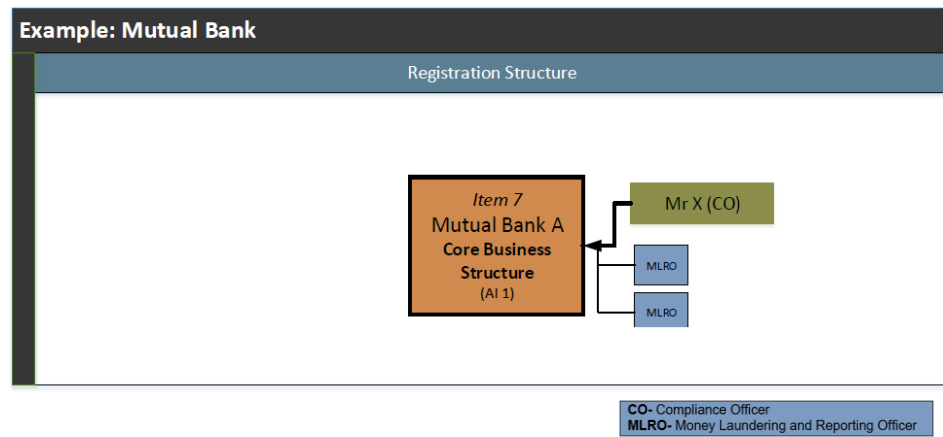 Example: Mutual Bank
Registration Structure
Item 7
Mutual Bank A
Core Business
Structure
(AI 1)
Mr X (CO)
MLRO
MLRO
CO- Compliance Officer
MLRO- Money Laundering and Reporting Officer